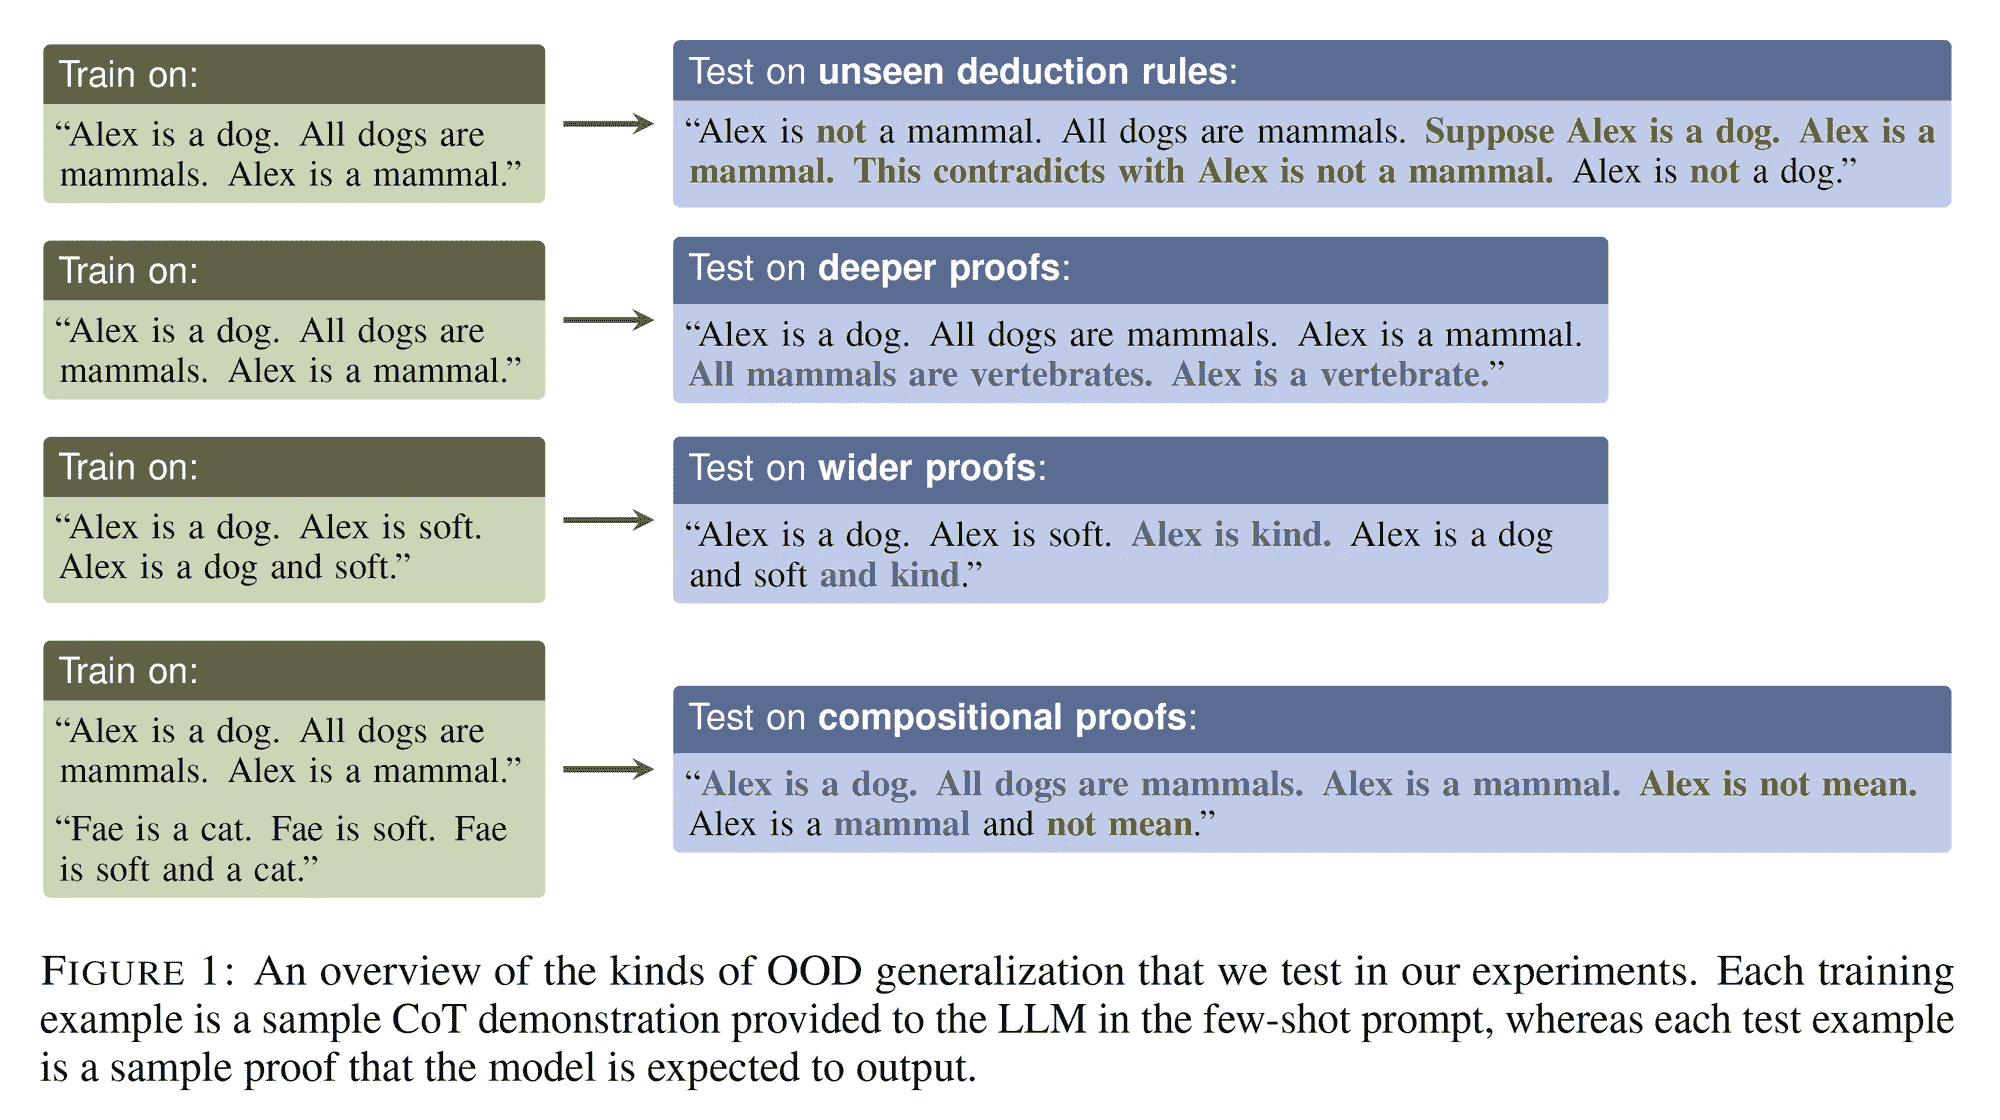 Train on:
“Alex is a dog. All dogs are
mammals. Alex is a mammal.”
Test on unseen deduction rules:
“Alex is not a mammal. All dogs are mammals. Suppose Alex is a dog. Alex is a
mammal. This contradicts with Alex is not a mammal. Alex is not a dog.”
Train on:
“Alex is a dog. All dogs are
mammals. Alex is a mammal.”
Test on deeper proofs:
“Alex is a dog. All dogs are mammals. Alex is a mammal.
All mammals are vertebrates. Alex is a vertebrate.”
Train on:
“Alex is a dog. Alex is soft.
Alex is a dog and soft.”
Test on wider proofs:
“Alex is a dog. Alex is soft. Alex is kind. Alex is a dog
and soft and kind.”
Train on:
“Alex is a dog. All dogs are
mammals. Alex is a mammal.”
“Fae is a cat. Fae is soft. Fae
is soft and a cat.”
Test on compositional proofs:
“Alex is a dog. All dogs are mammals. Alex is a mammal. Alex is not mean.
Alex is a mammal and not mean.”
FIGURE 1: An overview of the kinds of OOD generalization that we test in our experiments. Each training
example is a sample CoT demonstration provided to the LLM in the few-shot prompt, whereas each test example
is a sample proof that the model is expected to output.